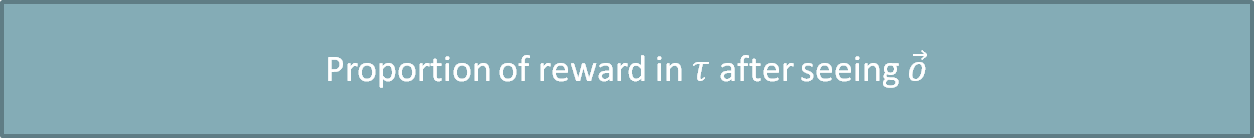 Proportion of reward in 𝜏 after seeing 𝑜⃗